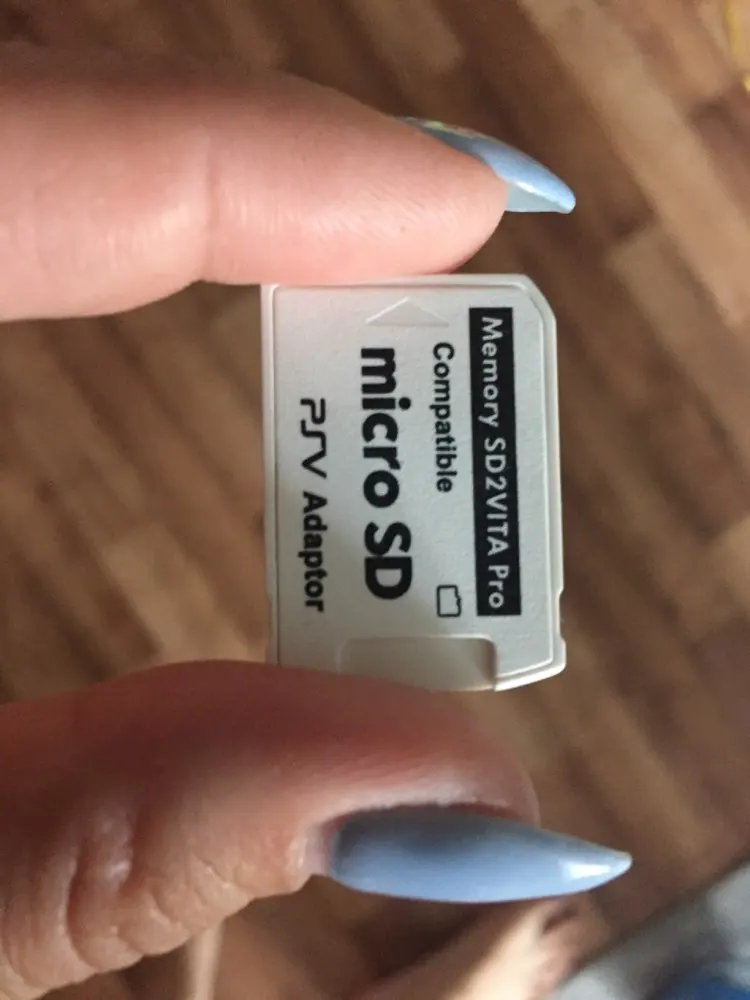 Memory SD2VITA Pro
Compatible
micro SD
PSV Adaptor